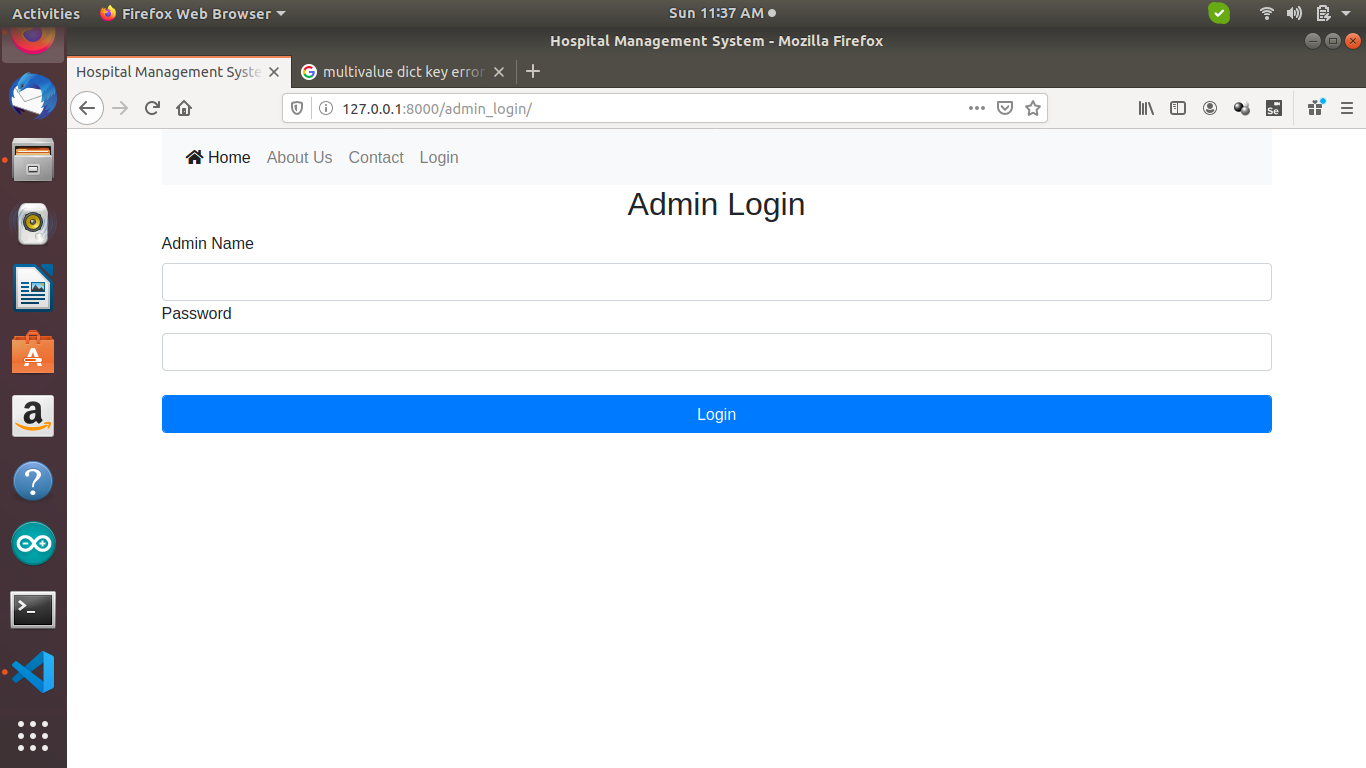 Activities Firefox Web Browser Sun 11:37 AM
Hospital Management System - Mozilla Firefox
Hospital Management Syste multivalue dict key error
127.0.0.1:8000/admin_login/ Se
Home About Us Contact Login
Admin Login
Admin Name
Password
Login